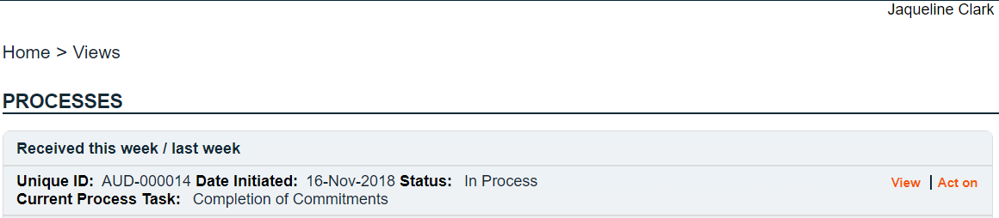 Jaqueline Clark
Home > Views
PROCESSES
Received this week / last week
Unique ID: AUD-000014 Date Initiated: 16-Nov-2018 Status: In Process
View | Act on
Current Process Task: Completion of Commitments